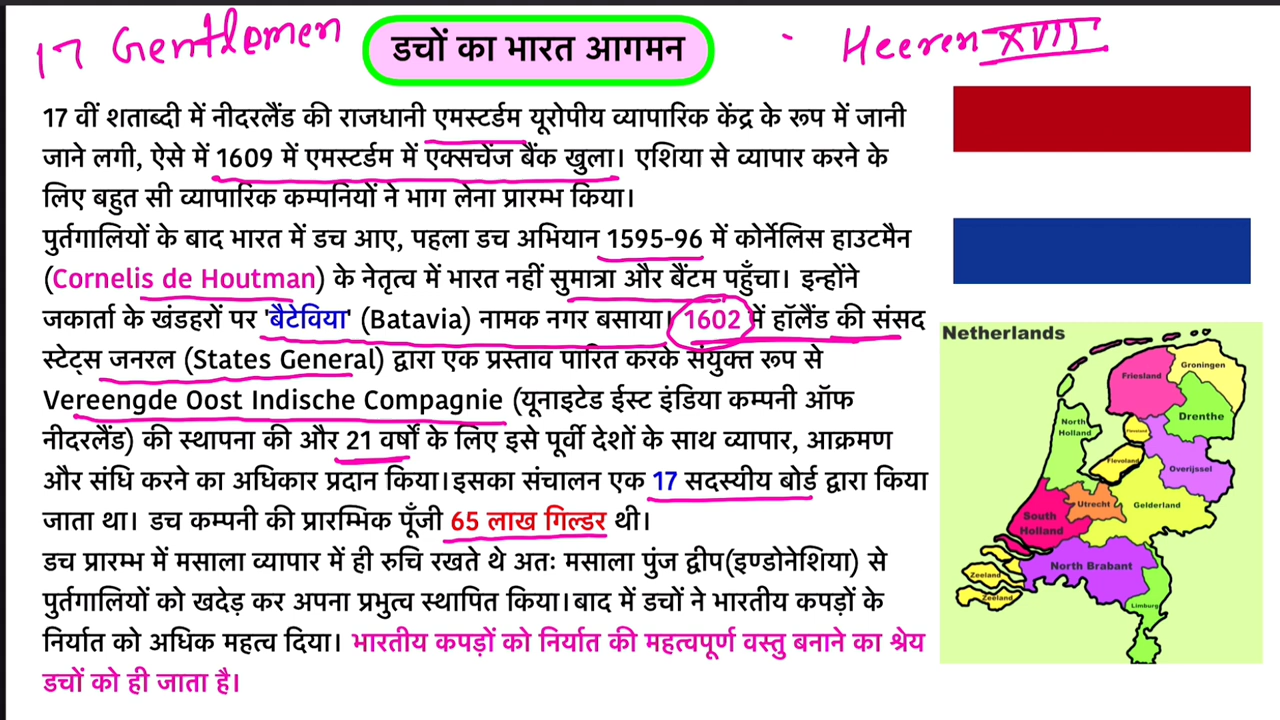 17 Gentlemen
डचों का भारत आगमन
Heeren XVII
17 वीं शताब्दी में नीदरलैंड की राजधानी एमस्टर्डम यूरोपीय व्यापारिक केंद्र के रूप में जानी
जाने लगी, ऐसे में 1609 में एमस्टर्डम में एक्सचेंज बैंक खुला। एशिया से व्यापार करने के
लिए बहुत सी व्यापारिक कम्पनियों ने भाग लेना प्रारम्भ किया।
पुर्तगालियों के बाद भारत में डच आए, पहला डच अभियान 1595-96 में कोर्नेलिस हाउटमैन
(Cornelis de Houtman) के नेतृत्व में भारत नहीं सुमात्रा और बैंटम पहुँचा। इन्होंने
जकार्ता के खंडहरों पर 'बैटेविया' (Batavia) नामक नगर बसाया। 1602 में हॉलैंड की संसद
स्टेट्स जनरल (States General) द्वारा एक प्रस्ताव पारित करके संयुक्त रूप से
Vereengde Oost Indische Compagnie (यूनाइटेड ईस्ट इंडिया कम्पनी ऑफ
नीदरलैंड) की स्थापना की और 21 वर्षों के लिए इसे पूर्वी देशों के साथ व्यापार, आक्रमण
और संधि करने का अधिकार प्रदान किया।इसका संचालन एक 17 सदस्यीय बोर्ड द्वारा किया
जाता था। डच कम्पनी की प्रारम्भिक पूँजी 65 लाख गिल्डर थी।
डच प्रारम्भ में मसाला व्यापार में ही रुचि रखते थे अतः मसाला पुंज द्वीप(इण्डोनेशिया) से
पुर्तगालियों को खदेड़ कर अपना प्रभुत्व स्थापित किया।बाद में डचों ने भारतीय कपड़ों के
निर्यात को अधिक महत्व दिया। भारतीय कपड़ों को निर्यात की महत्वपूर्ण वस्तु बनाने का श्रेय
डचों को ही जाता है।
Netherlands
Groningen
Friesland
Drenthe
North
Holland
Flevoland
Flevoland
Overijssel
Utrecht
Gelderland
South
Holland
North Brabant
Zeeland
Zeeland
Limburg